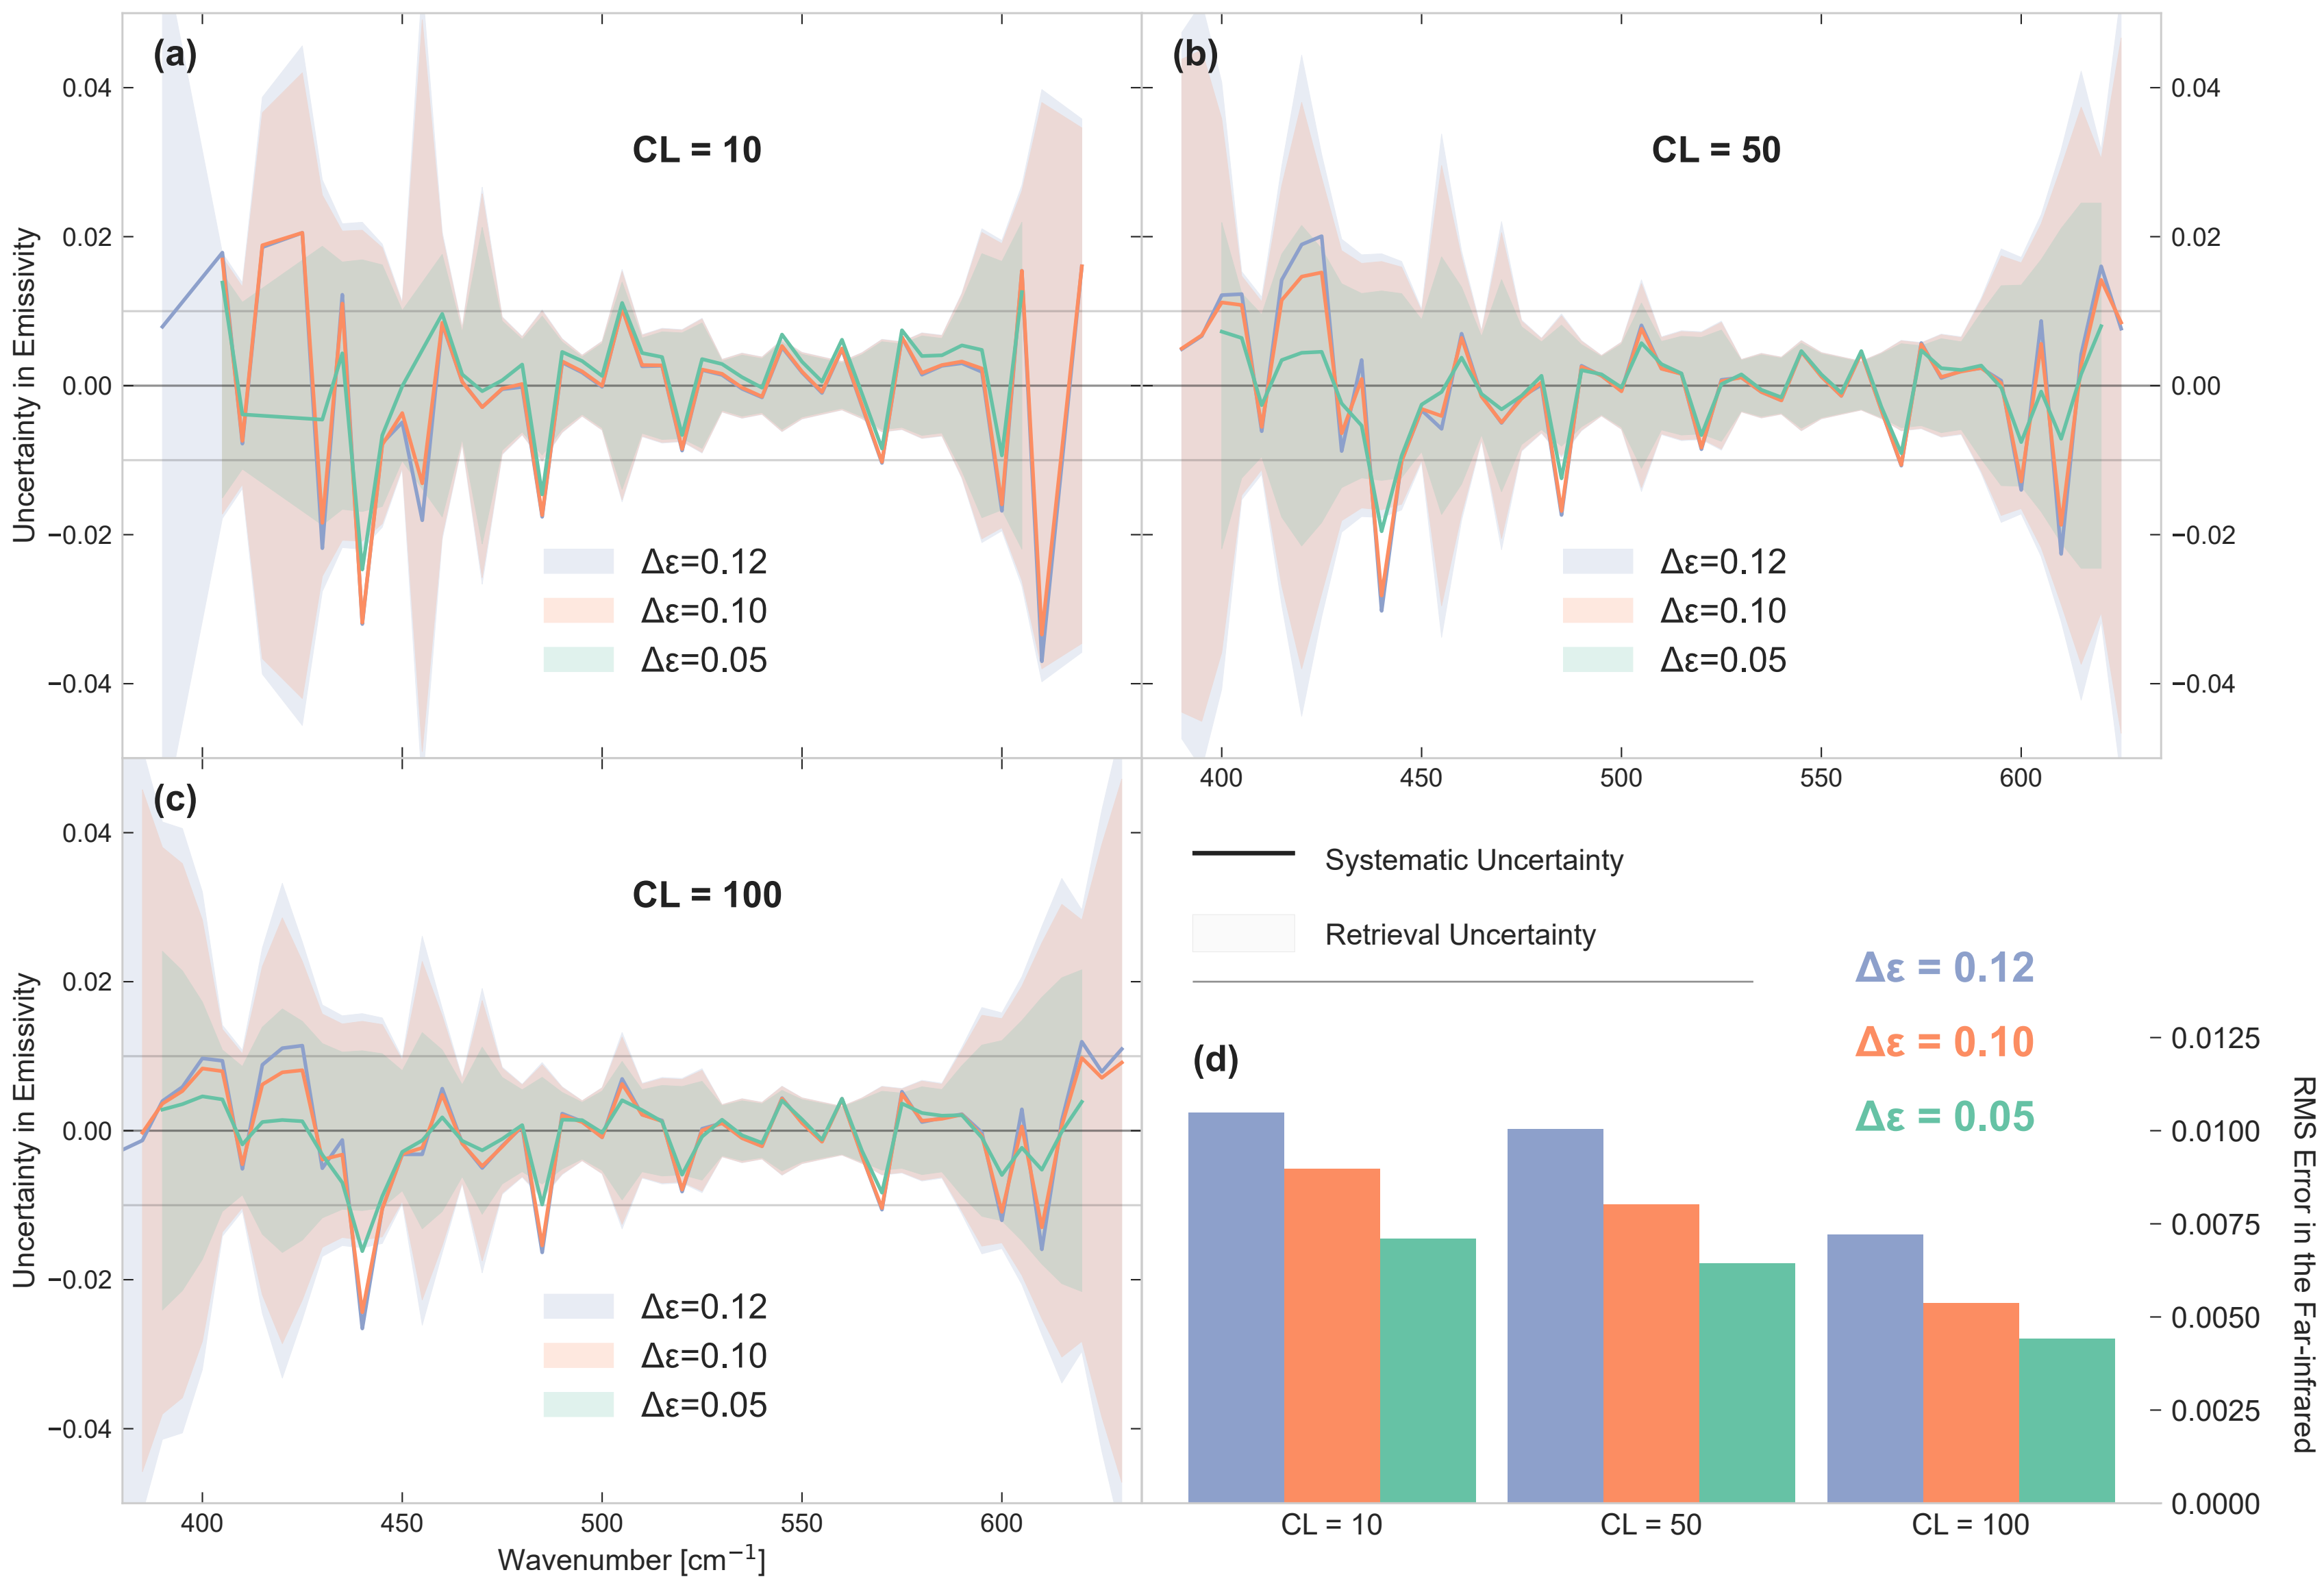 (a)
CL = 10
0.04
0.02
0.00
−0.02
−0.04
Uncertainty in Emissivity
Δε=0.12
Δε=0.10
Δε=0.05
(b)
CL = 50
0.04
0.02
0.00
−0.02
−0.04
Δε=0.12
Δε=0.10
Δε=0.05
400 450 500 550 600
(c)
CL = 100
0.04
0.02
0.00
−0.02
−0.04
Uncertainty in Emissivity
Δε=0.12
Δε=0.10
Δε=0.05
400 450 500 550 600
Wavenumber [cm⁻¹]
Systematic Uncertainty
Retrieval Uncertainty
Δε = 0.12
Δε = 0.10
Δε = 0.05
(d)
0.0125
0.0100
0.0075
0.0050
0.0025
0.0000
RMS Error in the Far-infrared
CL = 10 CL = 50 CL = 100